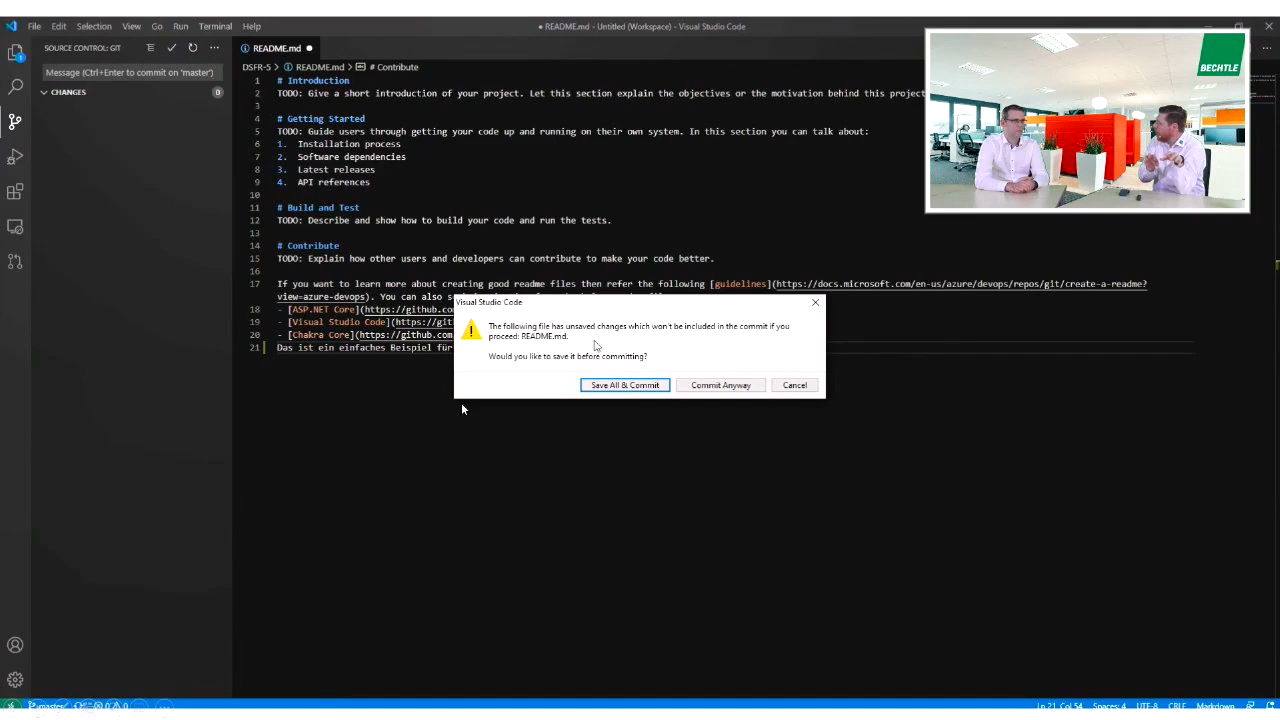 File Edit Selection View Go Run Terminal Help
● README.md - Untitled (Workspace) - Visual Studio Code
SOURCE CONTROL: GIT
README.md ●
Message (Ctrl+Enter to commit on 'master')
CHANGES 0
DSFR-5 > README.md > # Contribute
1 # Introduction
2 TODO: Give a short introduction of your project. Let this section explain the objectives or the motivation behind this project
3
4 # Getting Started
5 TODO: Guide users through getting your code up and running on their own system. In this section you can talk about:
6 1. Installation process
7 2. Software dependencies
8 3. Latest releases
9 4. API references
10
11 # Build and Test
12 TODO: Describe and show how to build your code and run the tests.
13
14 # Contribute
15 TODO: Explain how other users and developers can contribute to make your code better.
16
17 If you want to learn more about creating good readme files then refer the following [guidelines](https://docs.microsoft.com/en-us/azure/devops/repos/git/create-a-readme?
view=azure-devops). You can also
18 - [ASP.NET Core](https://github.com
19 - [Visual Studio Code](https://git
20 - [Chakra Core](https://github.com
21 Das ist ein einfaches Beispiel für
BECHTLE
Visual Studio Code
The following file has unsaved changes which won't be included in the commit if you
proceed: README.md.
Would you like to save it before committing?
Save All & Commit Commit Anyway Cancel
master 0 0
Ln 21, Col 54 Spaces: 4 UTF-8 CRLF Markdown